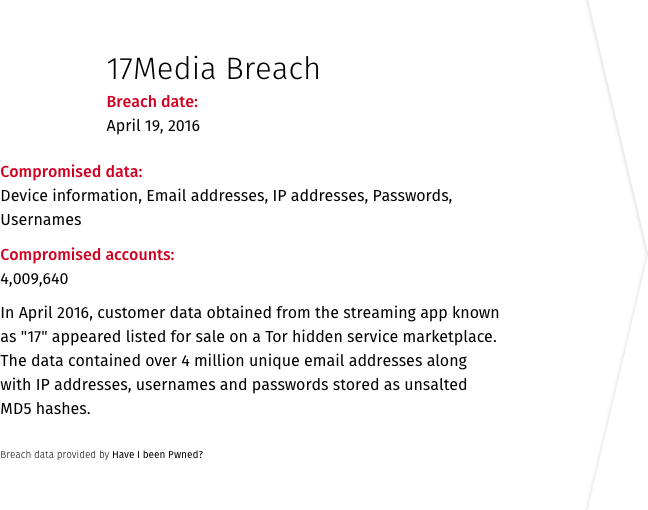 17Media Breach
Breach date:
April 19, 2016
Compromised data:
Device information, Email addresses, IP addresses, Passwords,
Usernames
Compromised accounts:
4,009,640
In April 2016, customer data obtained from the streaming app known
as "17" appeared listed for sale on a Tor hidden service marketplace.
The data contained over 4 million unique email addresses along
with IP addresses, usernames and passwords stored as unsalted
MD5 hashes.
Breach data provided by Have I been Pwned?